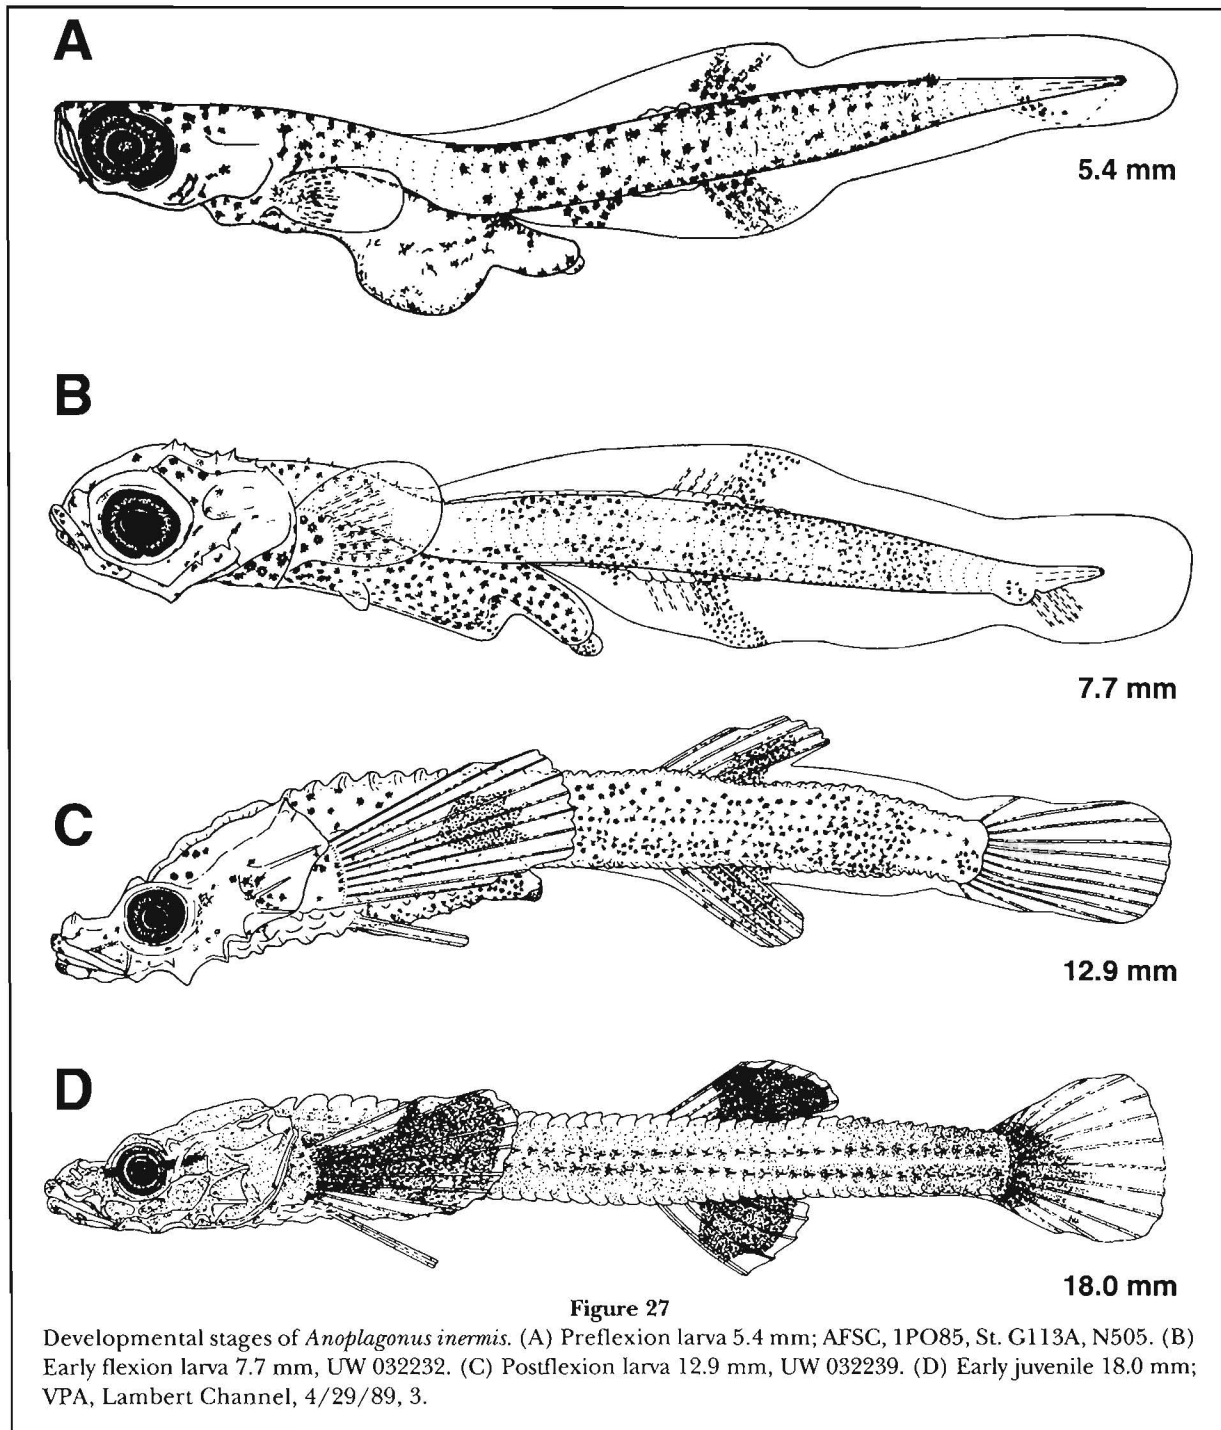 A
5.4 mm
B
7.7 mm
C
12.9 mm
D
18.0 mm
Figure 27
Developmental stages of Anoplagonus inermis. (A) Preflexion larva 5.4 mm; AFSC, 1PO85, St. G113A, N505. (B)
Early flexion larva 7.7 mm, UW 032232. (C) Postflexion larva 12.9 mm, UW 032239. (D) Early juvenile 18.0 mm;
VPA, Lambert Channel, 4/29/89, 3.